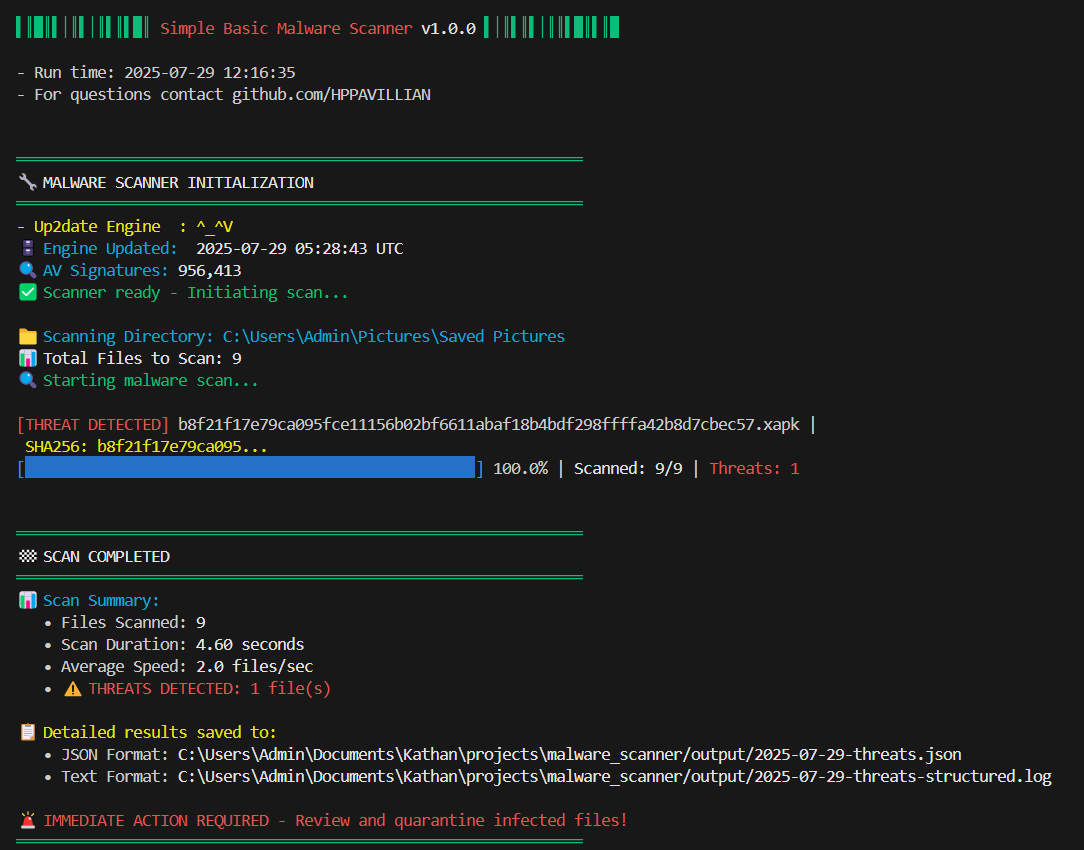 Simple Basic Malware Scanner v1.0.0
- Run time: 2025-07-29 12:16:35
- For questions contact github.com/HPPAVILLIAN
MALWARE SCANNER INITIALIZATION
- Up2date Engine  : ^_^V
Engine Updated:  2025-07-29 05:28:43 UTC
AV Signatures: 956,413
Scanner ready - Initiating scan...
Scanning Directory: C:\Users\Admin\Pictures\Saved Pictures
Total Files to Scan: 9
Starting malware scan...
[THREAT DETECTED] b8f21f17e79ca095fce11156b02bf6611abaf18b4bdf298ffffa42b8d7cbec57.xapk |
SHA256: b8f21f17e79ca095...
[] 100.0% | Scanned: 9/9 | Threats: 1
SCAN COMPLETED
Scan Summary:
• Files Scanned: 9
• Scan Duration: 4.60 seconds
• Average Speed: 2.0 files/sec
• THREATS DETECTED: 1 file(s)
Detailed results saved to:
• JSON Format: C:\Users\Admin\Documents\Kathan\projects\malware_scanner/output/2025-07-29-threats.json
• Text Format: C:\Users\Admin\Documents\Kathan\projects\malware_scanner/output/2025-07-29-threats-structured.log
IMMEDIATE ACTION REQUIRED - Review and quarantine infected files!